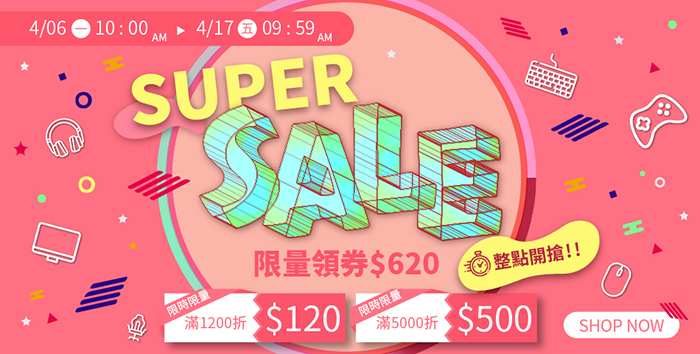 4/06 一 10:00 AM ▶ 4/17 五 09:59 AM
SUPER
SALE
限量領券$620
整點開搶!!
限時限量
滿1200折 $120
限時限量
滿5000折 $500
SHOP NOW